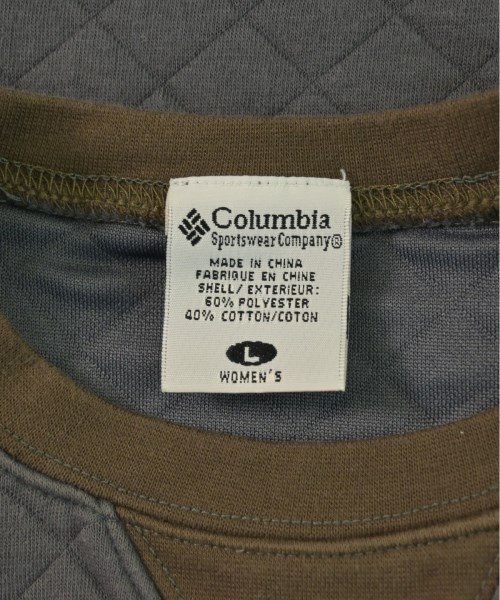 Columbia
Sportswear Company®
MADE IN CHINA
FABRIQUE EN CHINE
SHELL/EXTERIEUR:
60% POLYESTER
40% COTTON/COTON
L
WOMEN'S